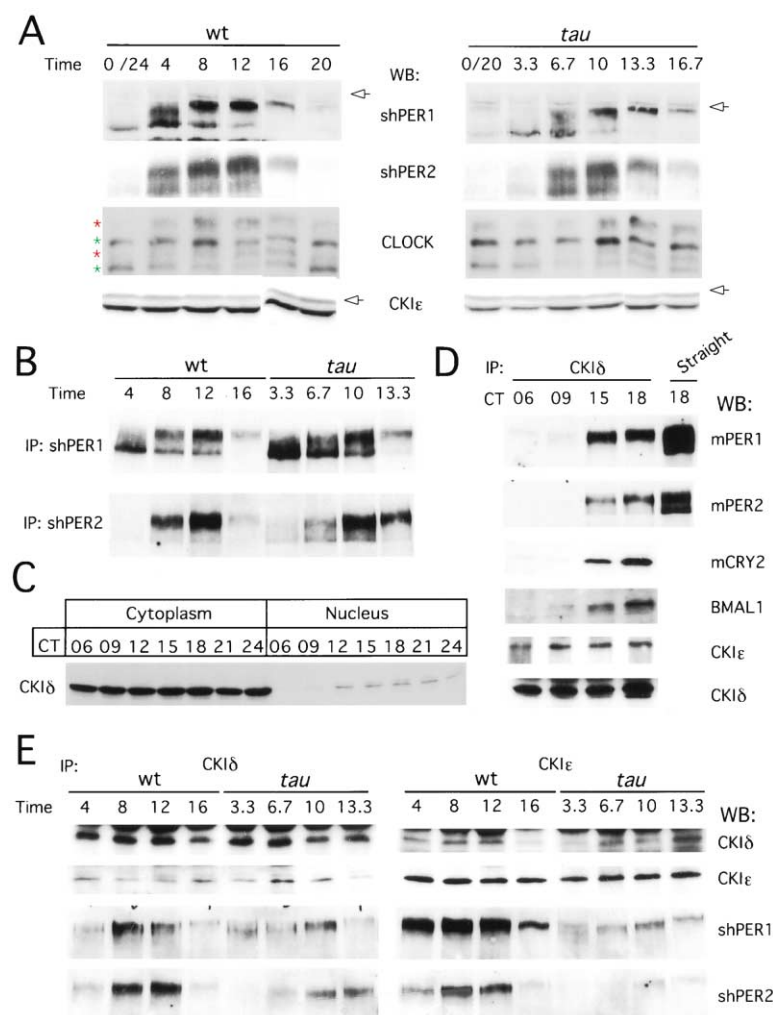 A
wt
tau
Time 0 /24 4 8 12 16 20 WB: 0/20 3.3 6.7 10 13.3 16.7
shPER1
shPER2
*
*
CLOCK
*
*
CKIε
B
wt
tau
Time 4 8 12 16 3.3 6.7 10 13.3
IP: shPER1
IP: shPER2
C
Cytoplasm Nucleus
CT 06 09 12 15 18 21 24 06 09 12 15 18 21 24
CKIδ
D
IP: CKIδ Straight
CT 06 09 15 18 18 WB:
mPER1
mPER2
mCRY2
BMAL1
CKIε
CKIδ
E
IP: CKIδ CKIε
wt tau wt tau
Time 4 8 12 16 3.3 6.7 10 13.3 4 8 12 16 3.3 6.7 10 13.3 WB:
CKIδ
CKIε
shPER1
shPER2